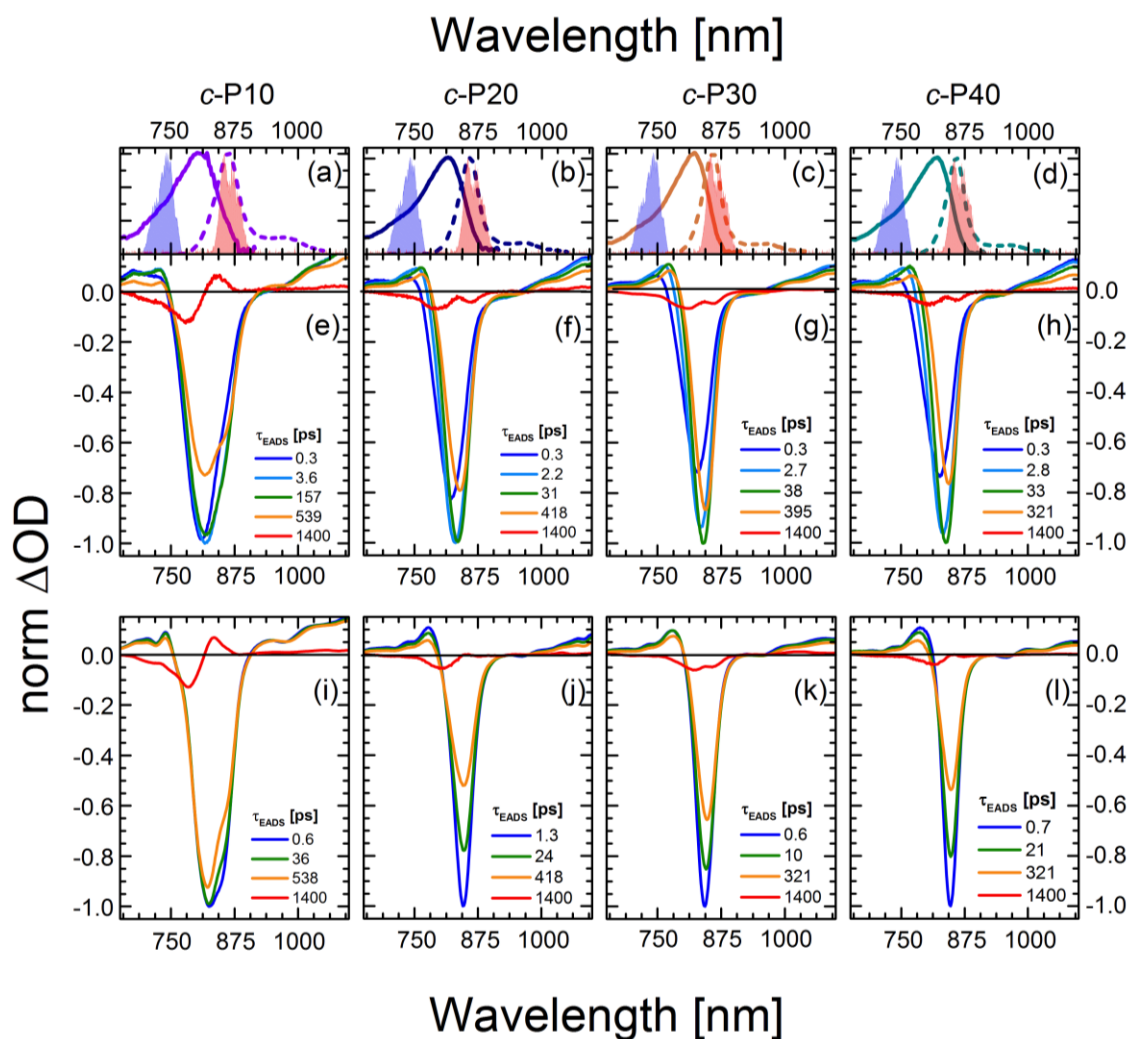 Wavelength [nm]
c-P10 c-P20 c-P30 c-P40
750 875 1000 750 875 1000 750 875 1000 750 875 1000
(a) (b) (c) (d)
0.0 0.0
(e) (f) (g) (h)
-0.2 -0.2
-0.4 -0.4
τEADS [ps] τEADS [ps] τEADS [ps] τEADS [ps]
-0.6 0.3 0.3 0.3 0.3 -0.6
3.6 2.2 2.7 2.8
-0.8 157 31 38 33 -0.8
539 418 395 321
1400 1400 1400 1400
-1.0 -1.0
750 875 1000 750 875 1000 750 875 1000 750 875 1000
norm ΔOD
0.0 0.0
(i) (j) (k) (l)
-0.2 -0.2
-0.4 -0.4
-0.6 τEADS [ps] τEADS [ps] τEADS [ps] τEADS [ps] -0.6
0.6 1.3 0.6 0.7
-0.8 36 24 10 21 -0.8
538 418 321 321
1400 1400 1400 1400
-1.0 -1.0
750 875 1000 750 875 1000 750 875 1000 750 875 1000
Wavelength [nm]